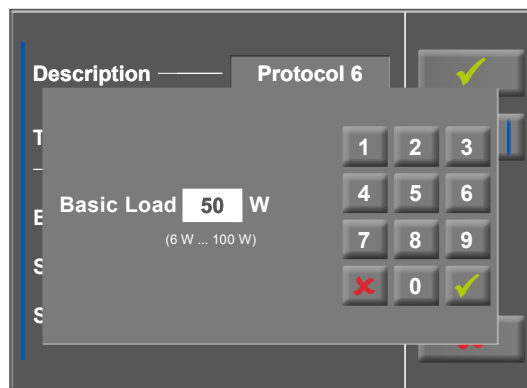 Description Protocol 6
T
1 2 3
Basic Load 50 W
4 5 6
E
(6 W ... 100 W)
7 8 9
S
0
S